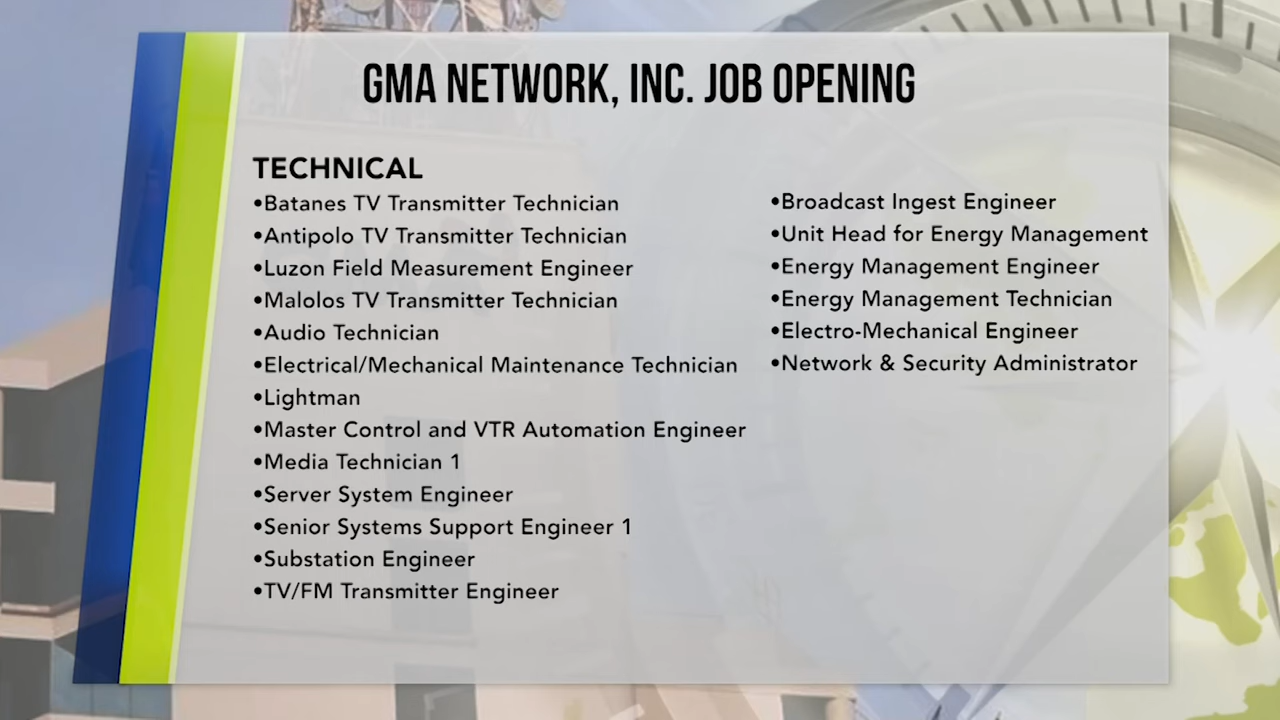 GMA NETWORK, INC. JOB OPENING
TECHNICAL
•Batanes TV Transmitter Technician
•Antipolo TV Transmitter Technician
•Luzon Field Measurement Engineer
•Malolos TV Transmitter Technician
•Audio Technician
•Electrical/Mechanical Maintenance Technician
•Lightman
•Master Control and VTR Automation Engineer
•Media Technician 1
•Server System Engineer
•Senior Systems Support Engineer 1
•Substation Engineer
•TV/FM Transmitter Engineer
•Broadcast Ingest Engineer
•Unit Head for Energy Management
•Energy Management Engineer
•Energy Management Technician
•Electro-Mechanical Engineer
•Network & Security Administrator